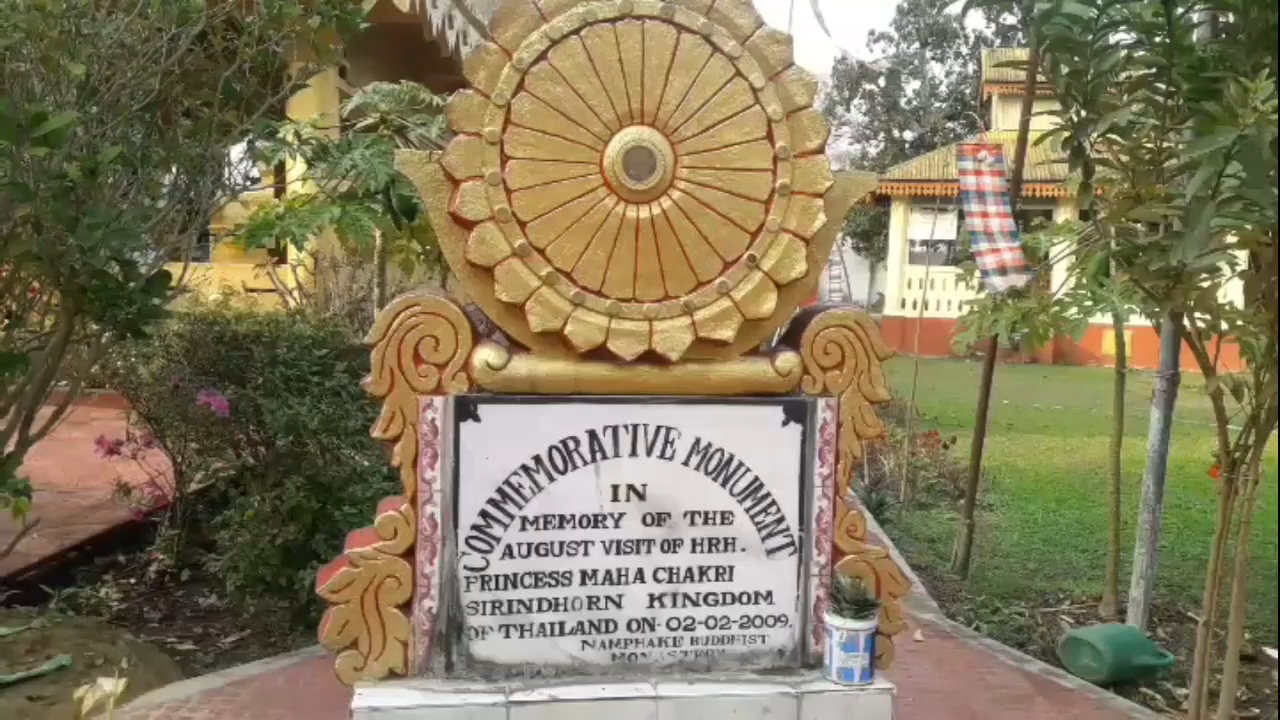 COMMEMORATIVE MONUMENT
IN
MEMORY OF THE
AUGUST VISIT OF HRH.
PRINCESS MAHA CHAKRI
SIRINDHORN KINGDOM
OF THAILAND ON 02-02-2009.
NAMPHAKE BUDDHIST
MONASTERY